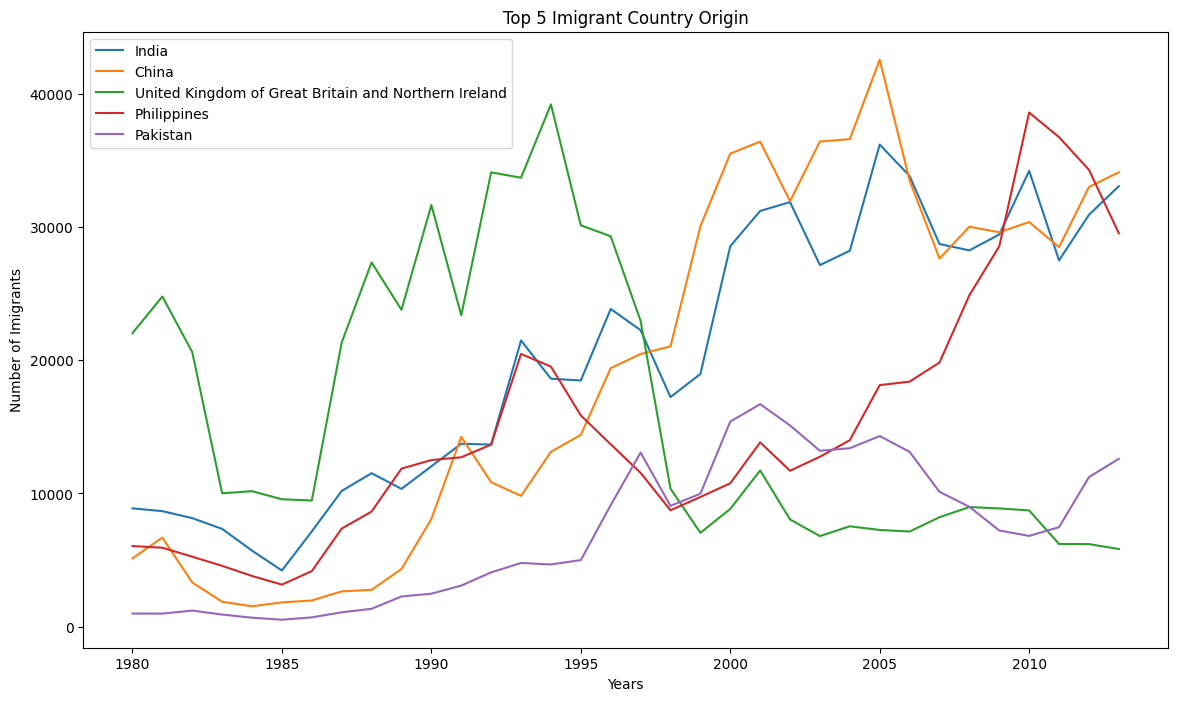 Top 5 Imigrant Country Origin
India
China
United Kingdom of Great Britain and Northern Ireland
Philippines
Pakistan
Number of Imigrants
40000
30000
20000
10000
0
1980 1985 1990 1995 2000 2005 2010
Years